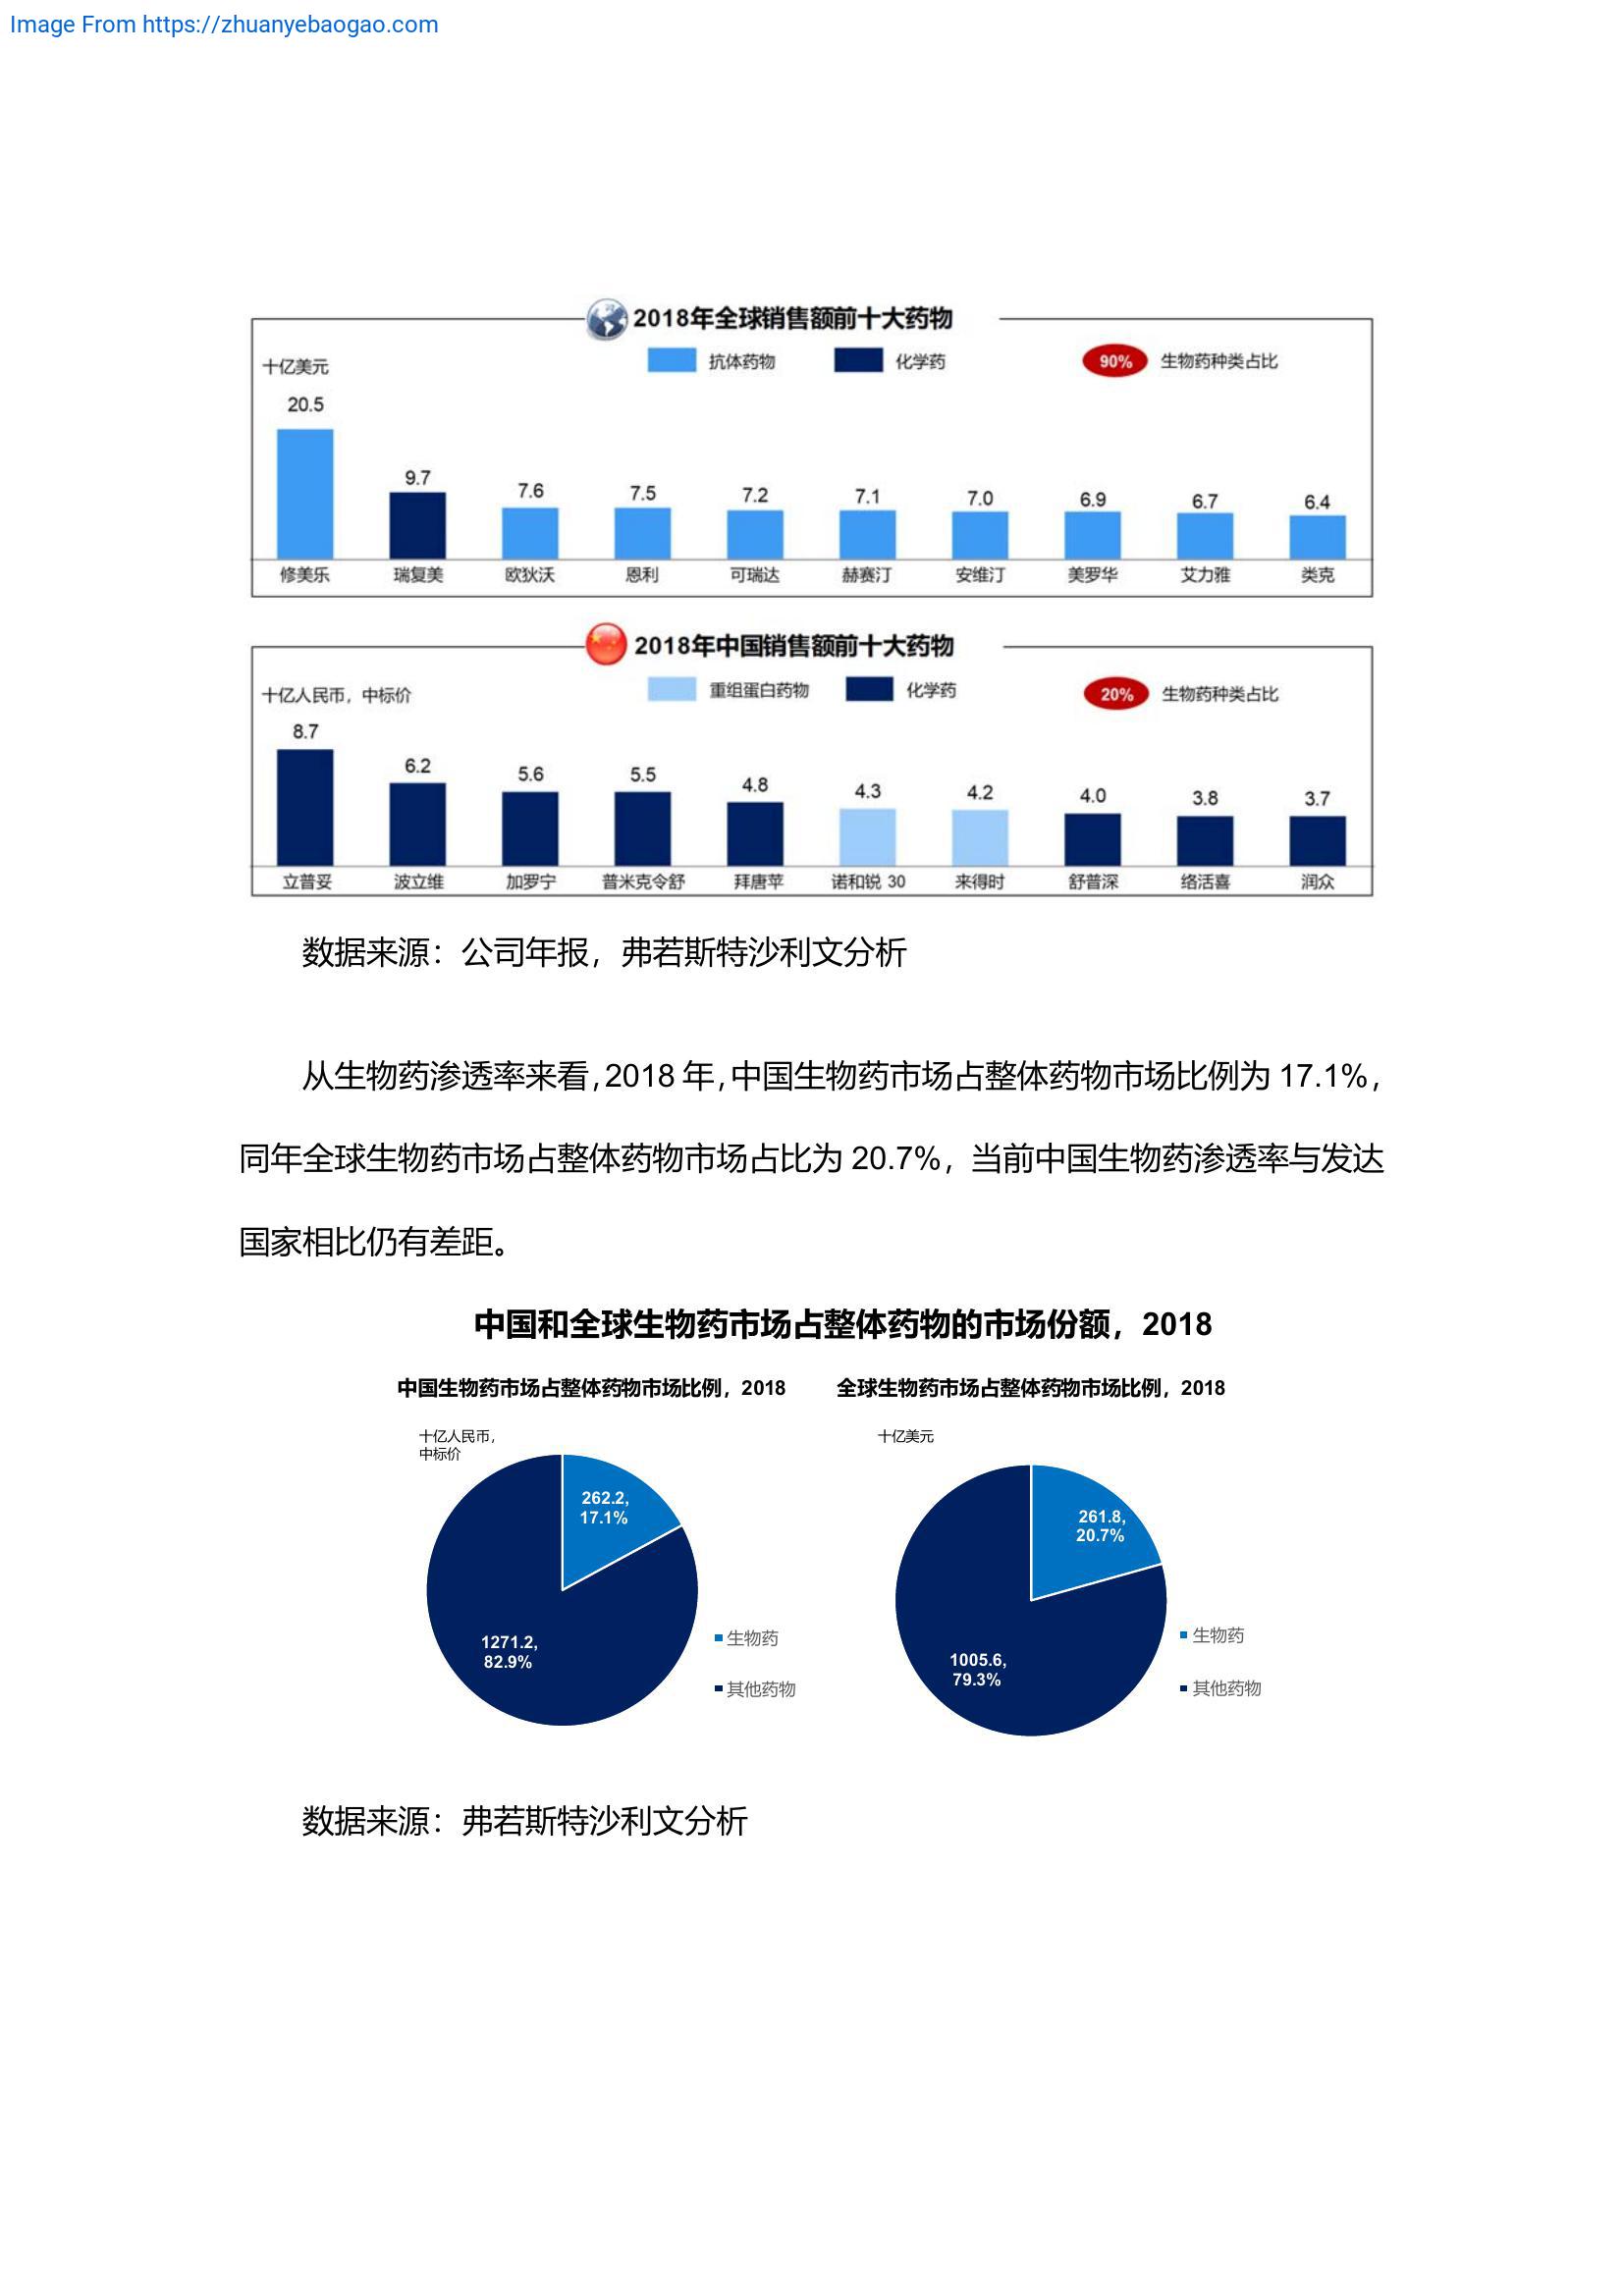 Image From https://zhuanyebaogao.com
2018年全球销售额前十大药物
抗体药物 化学药 90% 生物药种类占比
十亿美元
20.5 9.7 7.6 7.5 7.2 7.1 7.0 6.9 6.7 6.4
修美乐 瑞复美 欧狄沃 恩利 可瑞达 赫赛汀 安维汀 美罗华 艾力雅 类克
2018年中国销售额前十大药物
重组蛋白药物 化学药 20% 生物药种类占比
十亿人民币，中标价
8.7 6.2 5.6 5.5 4.8 4.3 4.2 4.0 3.8 3.7
立普妥 波立维 加罗宁 普米克令舒 拜唐苹 诺和锐 30 来得时 舒普深 络活喜 润众
数据来源：公司年报，弗若斯特沙利文分析
从生物药渗透率来看，2018 年，中国生物药市场占整体药物市场比例为 17.1%，
同年全球生物药市场占整体药物市场占比为 20.7%，当前中国生物药渗透率与发达
国家相比仍有差距。
中国和全球生物药市场占整体药物的市场份额，2018
中国生物药市场占整体药物市场比例，2018
十亿人民币，
中标价
262.2,
17.1%
1271.2,
82.9%
生物药
其他药物
全球生物药市场占整体药物市场比例，2018
十亿美元
261.8,
20.7%
1005.6,
79.3%
生物药
其他药物
数据来源：弗若斯特沙利文分析